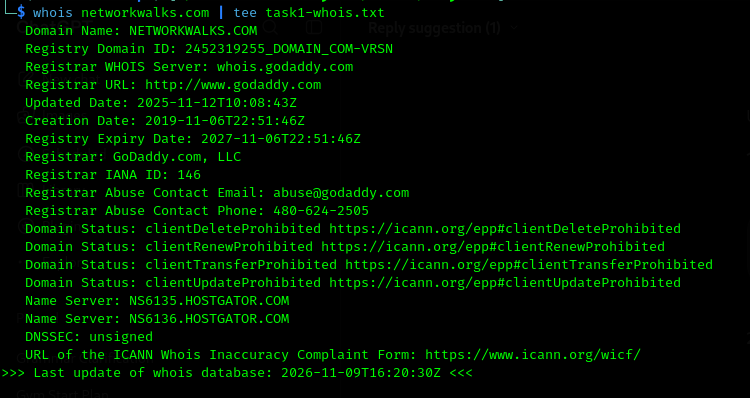 $ whois networkwalks.com | tee task1-whois.txt
Reply suggestion (1)
Domain Name: NETWORKWALKS.COM
Registry Domain ID: 2452319255_DOMAIN_COM-VRSN
Registrar WHOIS Server: whois.godaddy.com
Registrar URL: http://www.godaddy.com
Updated Date: 2025-11-12T10:08:43Z
Creation Date: 2019-11-06T22:51:46Z
Registry Expiry Date: 2027-11-06T22:51:46Z
Registrar: GoDaddy.com, LLC
Registrar IANA ID: 146
Registrar Abuse Contact Email: abuse@godaddy.com
Registrar Abuse Contact Phone: 480-624-2505
Domain Status: clientDeleteProhibited https://icann.org/epp#clientDeleteProhibited
Domain Status: clientRenewProhibited https://icann.org/epp#clientRenewProhibited
Domain Status: clientTransferProhibited https://icann.org/epp#clientTransferProhibited
Domain Status: clientUpdateProhibited https://icann.org/epp#clientUpdateProhibited
Name Server: NS6135.HOSTGATOR.COM
Name Server: NS6136.HOSTGATOR.COM
DNSSEC: unsigned
URL of the ICANN Whois Inaccuracy Complaint Form: https://www.icann.org/wicf/
>>> Last update of whois database: 2026-11-09T16:20:30Z <<<